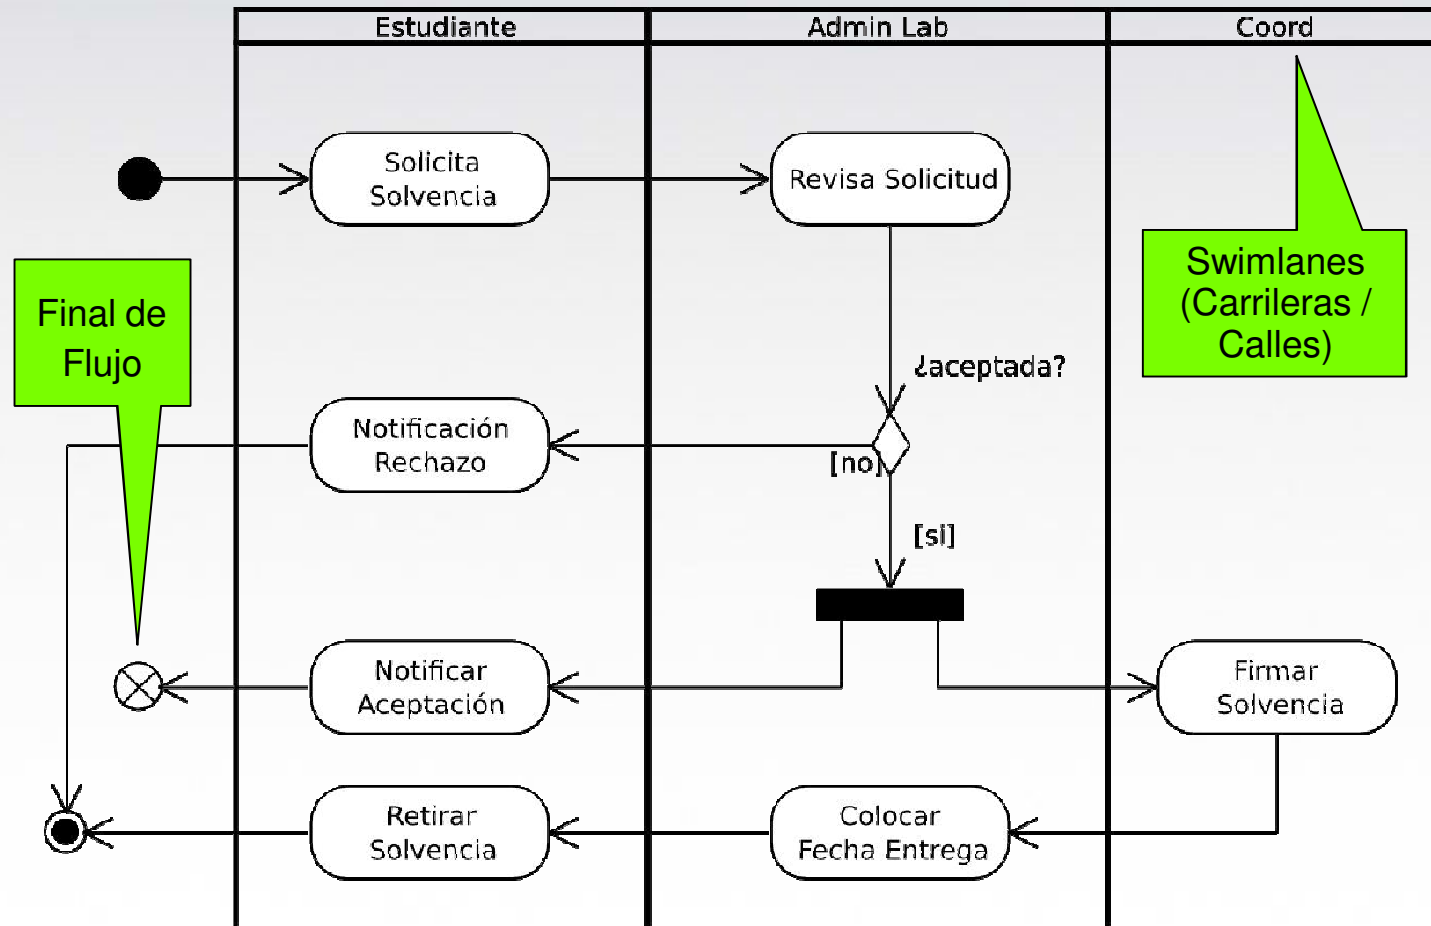 Estudiante
Admin Lab
Coord
Solicita
Solvencia
Revisa Solicitud
Swimlanes
(Carrileras /
Calles)
Final de
Flujo
¿aceptada?
Notificación
Rechazo
[no]
[si]
Notificar
Aceptación
Firmar
Solvencia
Retirar
Solvencia
Colocar
Fecha Entrega